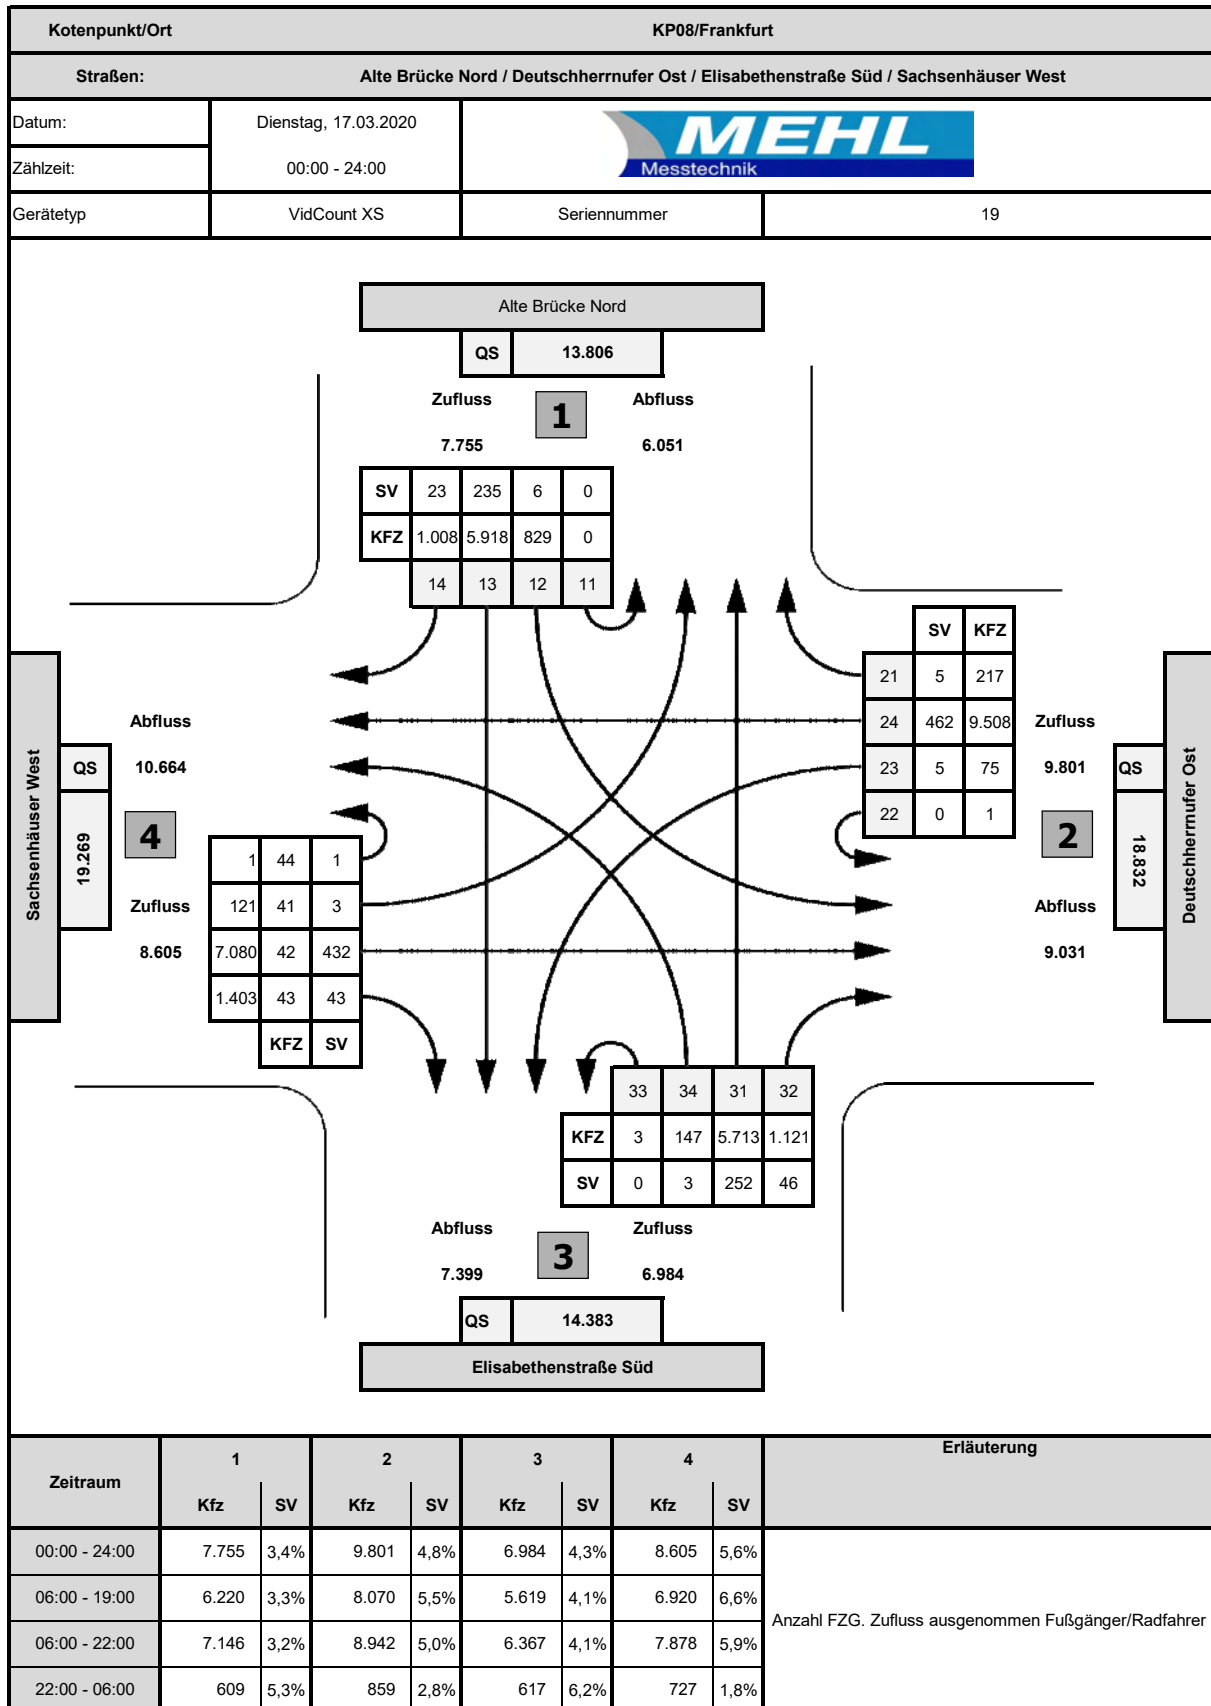 Kotenpunkt/Ort KP08/Frankfurt
Straßen: Alte Brücke Nord / Deutschherrnufer Ost / Elisabethenstraße Süd / Sachsenhäuser West
Datum: Dienstag, 17.03.2020
MEHL
Messtechnik
Zählzeit: 00:00 - 24:00
Gerätetyp VidCount XS Seriennummer 19
Alte Brücke Nord
QS 13.806
Zufluss 1 Abfluss
7.755 6.051
SV 23 235 6 0
KFZ 1.008 5.918 829 0
14 13 12 11
SV KFZ
21 5 217
24 462 9.508
23 5 75
22 0 1
Zufluss
9.801
2
Abfluss
9.031
QS
18.832
Deutschherrnufer Ost
Sachsenhäuser West
QS
19.269
Abfluss
10.664
4
Zufluss
8.605
1 44 1
121 41 3
7.080 42 432
1.403 43 43
KFZ SV
33 34 31 32
KFZ 3 147 5.713 1.121
SV 0 3 252 46
Abfluss 3 Zufluss
7.399 6.984
QS 14.383
Elisabethenstraße Süd
Zeitraum 1 2 3 4 Erläuterung
Kfz SV Kfz SV Kfz SV Kfz SV
00:00 - 24:00 7.755 3,4% 9.801 4,8% 6.984 4,3% 8.605 5,6%
06:00 - 19:00 6.220 3,3% 8.070 5,5% 5.619 4,1% 6.920 6,6%
Anzahl FZG. Zufluss ausgenommen Fußgänger/Radfahrer
06:00 - 22:00 7.146 3,2% 8.942 5,0% 6.367 4,1% 7.878 5,9%
22:00 - 06:00 609 5,3% 859 2,8% 617 6,2% 727 1,8%